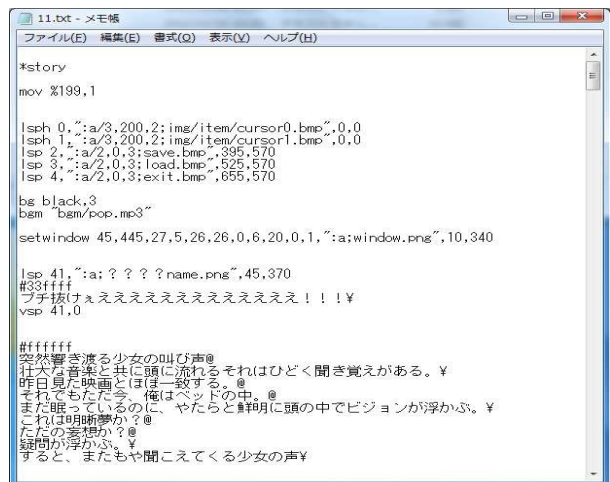 11.txt - メモ帳
ファイル(F) 編集(E) 書式(O) 表示(V) ヘルプ(H)
*story
mov %199,1
lsph 0,":a/3,200,2;img/item/cursor0.bmp",0,0
lsph 1,":a/3,200,2;img/item/cursor1.bmp",0,0
lsp 2,":a/2,0,3;save.bmp",395,570
lsp 3,":a/2,0,3;load.bmp",525,570
lsp 4,":a/2,0,3;exit.bmp",655,570
bg black,3
bgm "bgm/pop.mp3"
setwindow 45,445,27,5,26,26,0,6,20,0,1,":a;window.png",10,340
lsp 41,":a;？？？？name.png",45,370
#33ffff
ブチ抜けぇえええええええええええええ！！！¥
vsp 41,0
#ffffff
突然響き渡る少女の叫び声@
壮大な音楽と共に頭に流れるそれはひどく聞き覚えがある。¥
昨日見た映画とほぼ一致する。@
それでもただ今、俺はベッドの中。@
まだ眠っているのに、やたらと鮮明に頭の中でビジョンが浮かぶ。¥
これは明晰夢か？@
ただの妄想か？@
疑問が浮かぶ。¥
すると、またもや聞こえてくる少女の声¥